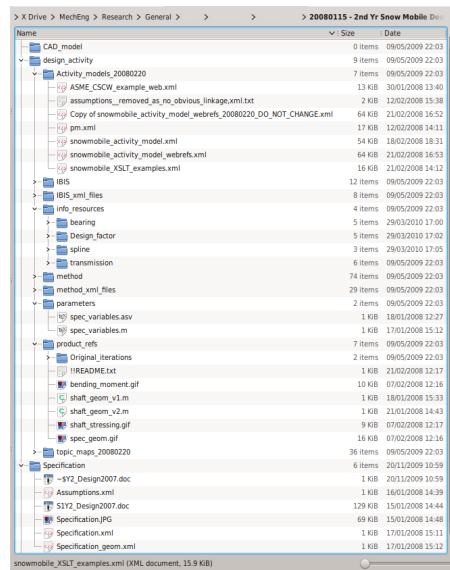 > X Drive > MechEng > Research > General > > > > 20080115 - 2nd Yr Snow Mobile De
Name Size Date
CAD_model 0 items 09/05/2009 22:03
design_activity 9 items 09/05/2009 22:03
Activity_models_20080220 7 items 09/05/2009 22:03
ASME_CSCW_example_web.xml 13 KiB 30/01/2008 13:40
assumptions__removed_as_no_obvious_linkage,xml.txt 2 KiB 12/02/2008 15:38
Copy of snowmobile_activity_model_webrefs_20080220_DO_NOT_CHANGE.xml 64 KiB 21/02/2008 16:52
pm.xml 17 KiB 12/02/2008 14:11
snowmobile_activity_model.xml 54 KiB 18/02/2008 18:31
snowmobile_activity_model_webrefs.xml 64 KiB 21/02/2008 16:53
snowmobile_XSLT_examples.xml 16 KiB 21/02/2008 14:12
IBIS 12 items 09/05/2009 22:03
IBIS_xml_files 8 items 09/05/2009 22:03
info_resources 4 items 09/05/2009 22:03
bearing 5 items 29/03/2010 17:00
Design_factor 5 items 29/03/2010 17:02
spline 3 items 29/03/2010 17:05
transmission 6 items 09/05/2009 22:03
method 74 items 09/05/2009 22:03
method_xml_files 29 items 09/05/2009 22:03
parameters 2 items 09/05/2009 22:03
spec_variables.asv 1 KiB 18/01/2008 12:27
spec_variables.m 1 KiB 17/01/2008 15:12
product_refs 7 items 09/05/2009 22:03
Original_iterations 2 items 09/05/2009 22:03
!!README.txt 1 KiB 21/02/2008 12:17
bending_moment.gif 10 KiB 07/02/2008 12:16
shaft_geom_v1.m 1 KiB 18/01/2008 15:33
shaft_geom_v2.m 1 KiB 21/01/2008 14:43
shaft_stressing.gif 9 KiB 07/02/2008 12:17
spec_geom.gif 16 KiB 07/02/2008 12:16
topic_maps_20080220 36 items 09/05/2009 22:03
Specification 6 items 20/11/2009 10:59
~$Y2_Design2007.doc 1 KiB 20/11/2009 10:59
Assumptions.xml 1 KiB 16/01/2008 14:39
S1Y2_Design2007.doc 129 KiB 15/01/2008 14:44
Specification.JPG 69 KiB 15/01/2008 14:48
Specification.xml 1 KiB 17/01/2008 15:11
Specification_geom.xml 1 KiB 17/01/2008 15:12
snowmobile_XSLT_examples.xml (XML document, 15.9 KiB)